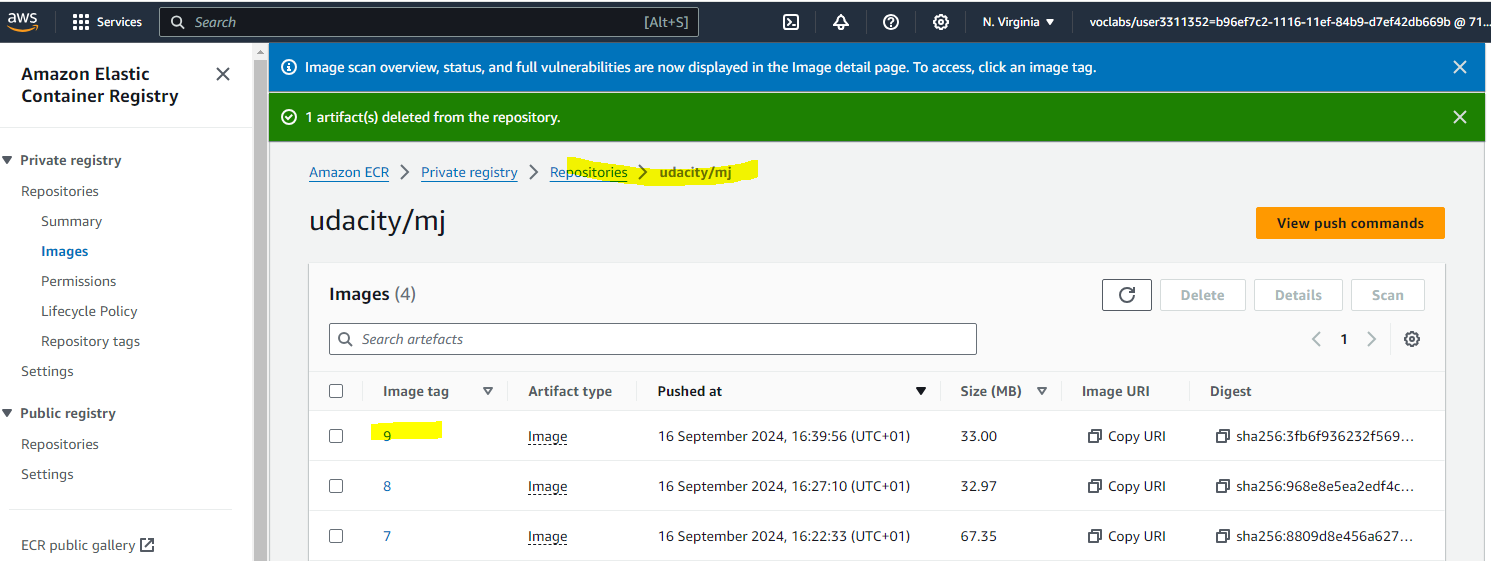 aws Services Search [Alt+S] N. Virginia voclabs/user3311352=b96ef7c2-1116-11ef-84b9-d7ef42db669b @ 71...
Amazon Elastic
Container Registry
Private registry
Repositories
Summary
Images
Permissions
Lifecycle Policy
Repository tags
Settings
Public registry
Repositories
Settings
ECR public gallery
Image scan overview, status, and full vulnerabilities are now displayed in the Image detail page. To access, click an image tag.
1 artifact(s) deleted from the repository.
Amazon ECR Private registry Repositories udacity/mj
udacity/mj
View push commands
Images (4)
Delete Details Scan
Search artefacts
1
Image tag Artifact type Pushed at Size (MB) Image URI Digest
9 Image 16 September 2024, 16:39:56 (UTC+01) 33.00 Copy URI sha256:3fb6f936232f569...
8 Image 16 September 2024, 16:27:10 (UTC+01) 32.97 Copy URI sha256:968e8e5ea2edf4c...
7 Image 16 September 2024, 16:22:33 (UTC+01) 67.35 Copy URI sha256:8809d8e456a627...